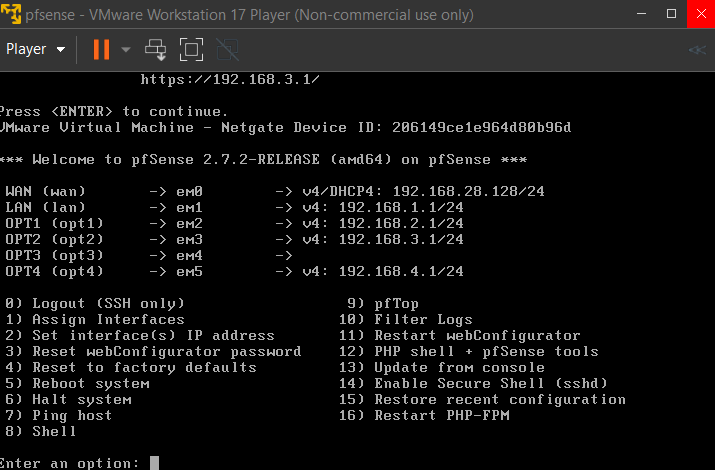 pfsense - VMware Workstation 17 Player (Non-commercial use only)
Player
https://192.168.3.1/
Press <ENTER> to continue.
VMware Virtual Machine - Netgate Device ID: 206149ce1e964d80b96d
*** Welcome to pfSense 2.7.2-RELEASE (amd64) on pfSense ***
WAN (wan) -> em0 -> v4/DHCP4: 192.168.28.128/24
LAN (lan) -> em1 -> v4: 192.168.1.1/24
OPT1 (opt1) -> em2 -> v4: 192.168.2.1/24
OPT2 (opt2) -> em3 -> v4: 192.168.3.1/24
OPT3 (opt3) -> em4 ->
OPT4 (opt4) -> em5 -> v4: 192.168.4.1/24
0) Logout (SSH only) 9) pfTop
1) Assign Interfaces 10) Filter Logs
2) Set interface(s) IP address 11) Restart webConfigurator
3) Reset webConfigurator password 12) PHP shell + pfSense tools
4) Reset to factory defaults 13) Update from console
5) Reboot system 14) Enable Secure Shell (sshd)
6) Halt system 15) Restore recent configuration
7) Ping host 16) Restart PHP-FPM
8) Shell
Enter an option: